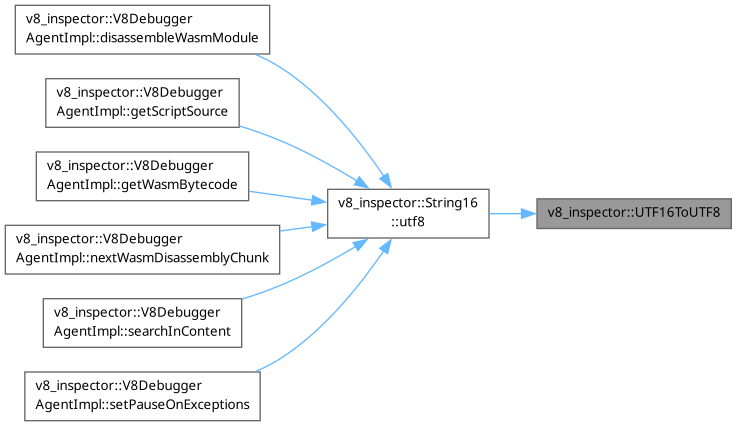 v8_inspector::V8Debugger
AgentImpl::disassembleWasmModule
v8_inspector::V8Debugger
AgentImpl::getScriptSource
v8_inspector::V8Debugger
AgentImpl::getWasmBytecode
v8_inspector::V8Debugger
AgentImpl::nextWasmDisassemblyChunk
v8_inspector::V8Debugger
AgentImpl::searchInContent
v8_inspector::V8Debugger
AgentImpl::setPauseOnExceptions
v8_inspector::String16
::utf8
v8_inspector::UTF16ToUTF8